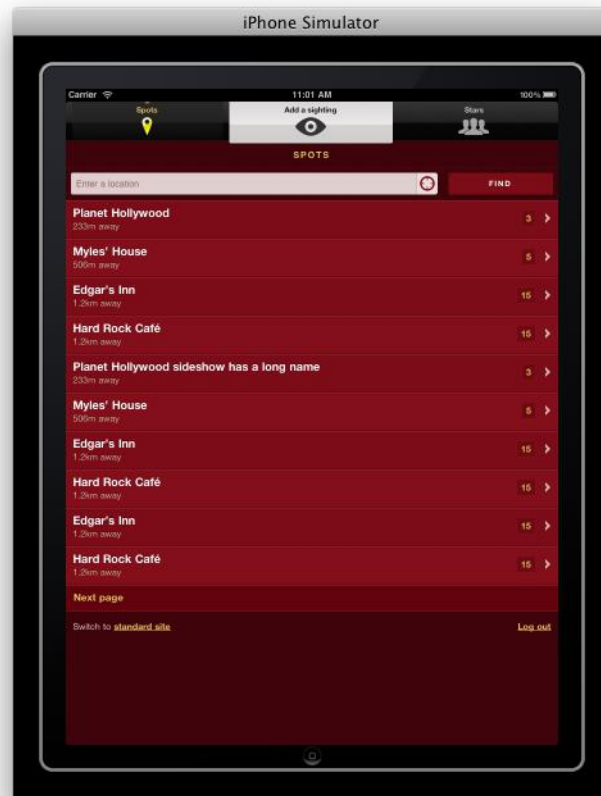 iPhone Simulator
Carrier 11:01 AM 100%
Spots Add a sighting Stars
SPOTS
Enter a location FIND
Planet Hollywood 3
233m away
Myles' House 5
506m away
Edgar's Inn 15
1.2km away
Hard Rock Café 15
1.2km away
Planet Hollywood sideshow has a long name 3
233m away
Myles' House 5
506m away
Edgar's Inn 15
1.2km away
Hard Rock Café 15
1.2km away
Edgar's Inn 15
1.2km away
Hard Rock Café 15
1.2km away
Next page
Switch to standard site Log out